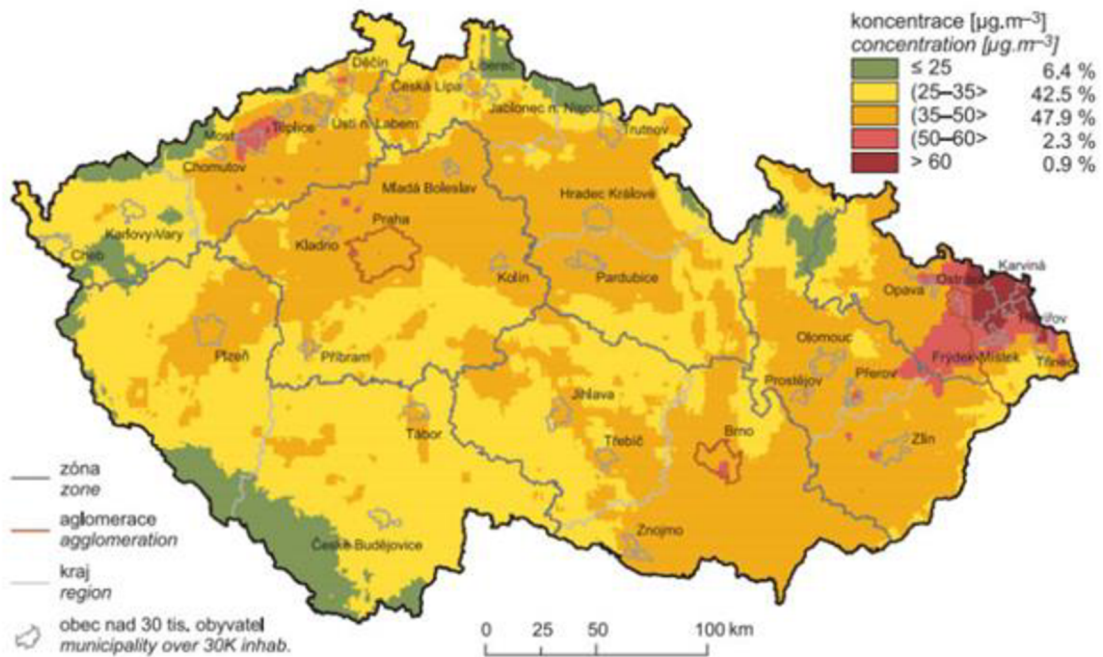 koncentrace [µg.m–3]
concentration [µg.m–3]
≤ 25 6.4 %
(25–35> 42.5 %
(35–50> 47.9 %
(50–60> 2.3 %
> 60 0.9 %
Děčín
Liberec
Česká Lípa
Jablonec n. Nisou
Ústí n. Labem
Teplice
Most
Trutnov
Chomutov
Mladá Boleslav
Hradec Králové
Praha
Karlovy Vary
Kladno
Cheb
Kolín
Pardubice
Karviná
Ostrava
Opava
Havířov
Olomouc
Plzeň
Příbram
Frýdek-Místek
Třinec
Přerov
Prostějov
Jihlava
Tábor
Brno
Zlín
Třebíč
Znojmo
České Budějovice
zóna
zone
aglomerace
agglomeration
kraj
region
obec nad 30 tis. obyvatel
municipality over 30K inhab.
0 25 50 100 km